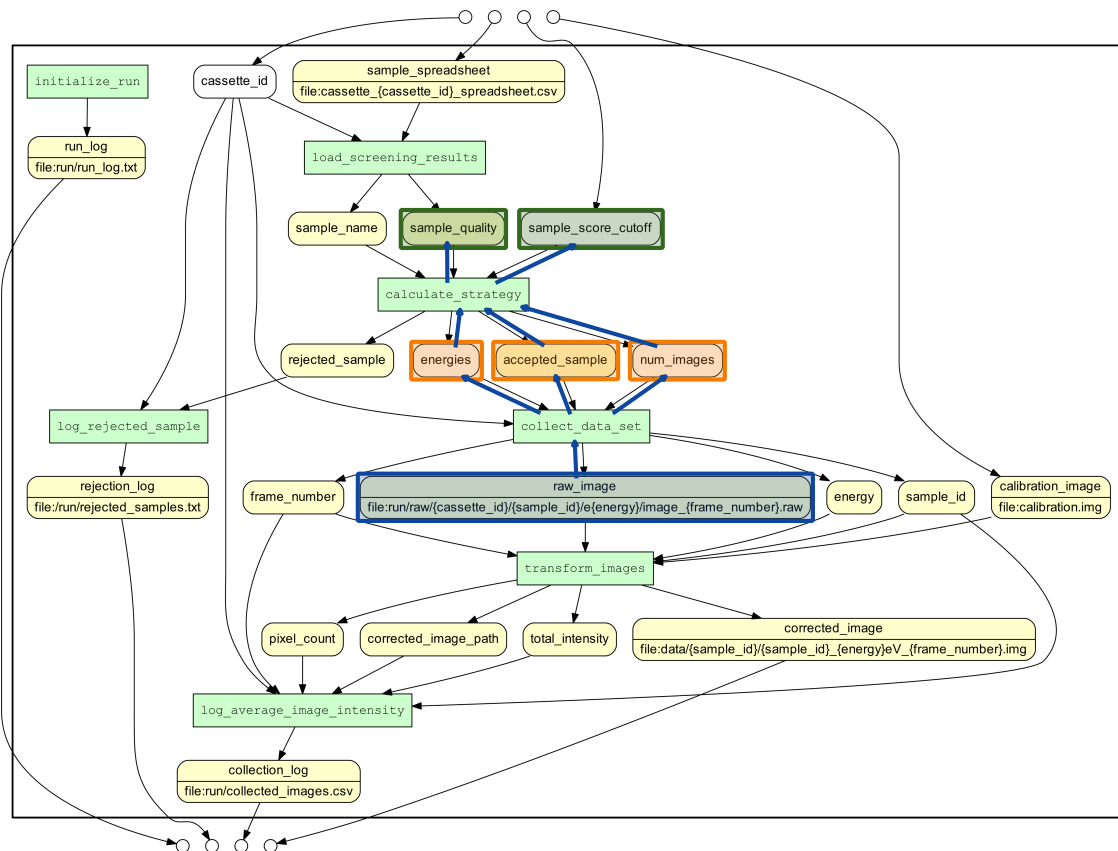 initialize_run
cassette_id
sample_spreadsheet
file:cassette_{cassette_id}_spreadsheet.csv
run_log
file:run/run_log.txt
load_screening_results
sample_name
sample_quality
sample_score_cutoff
calculate_strategy
rejected_sample
energies
accepted_sample
num_images
log_rejected_sample
collect_data_set
rejection_log
file:/run/rejected_samples.txt
frame_number
raw_image
file:run/raw/{cassette_id}/{sample_id}/e{energy}/image_{frame_number}.raw
energy
sample_id
calibration_image
file:calibration.img
transform_images
pixel_count
corrected_image_path
total_intensity
corrected_image
file:data/{sample_id}/{sample_id}_{energy}eV_{frame_number}.img
log_average_image_intensity
collection_log
file:run/collected_images.csv